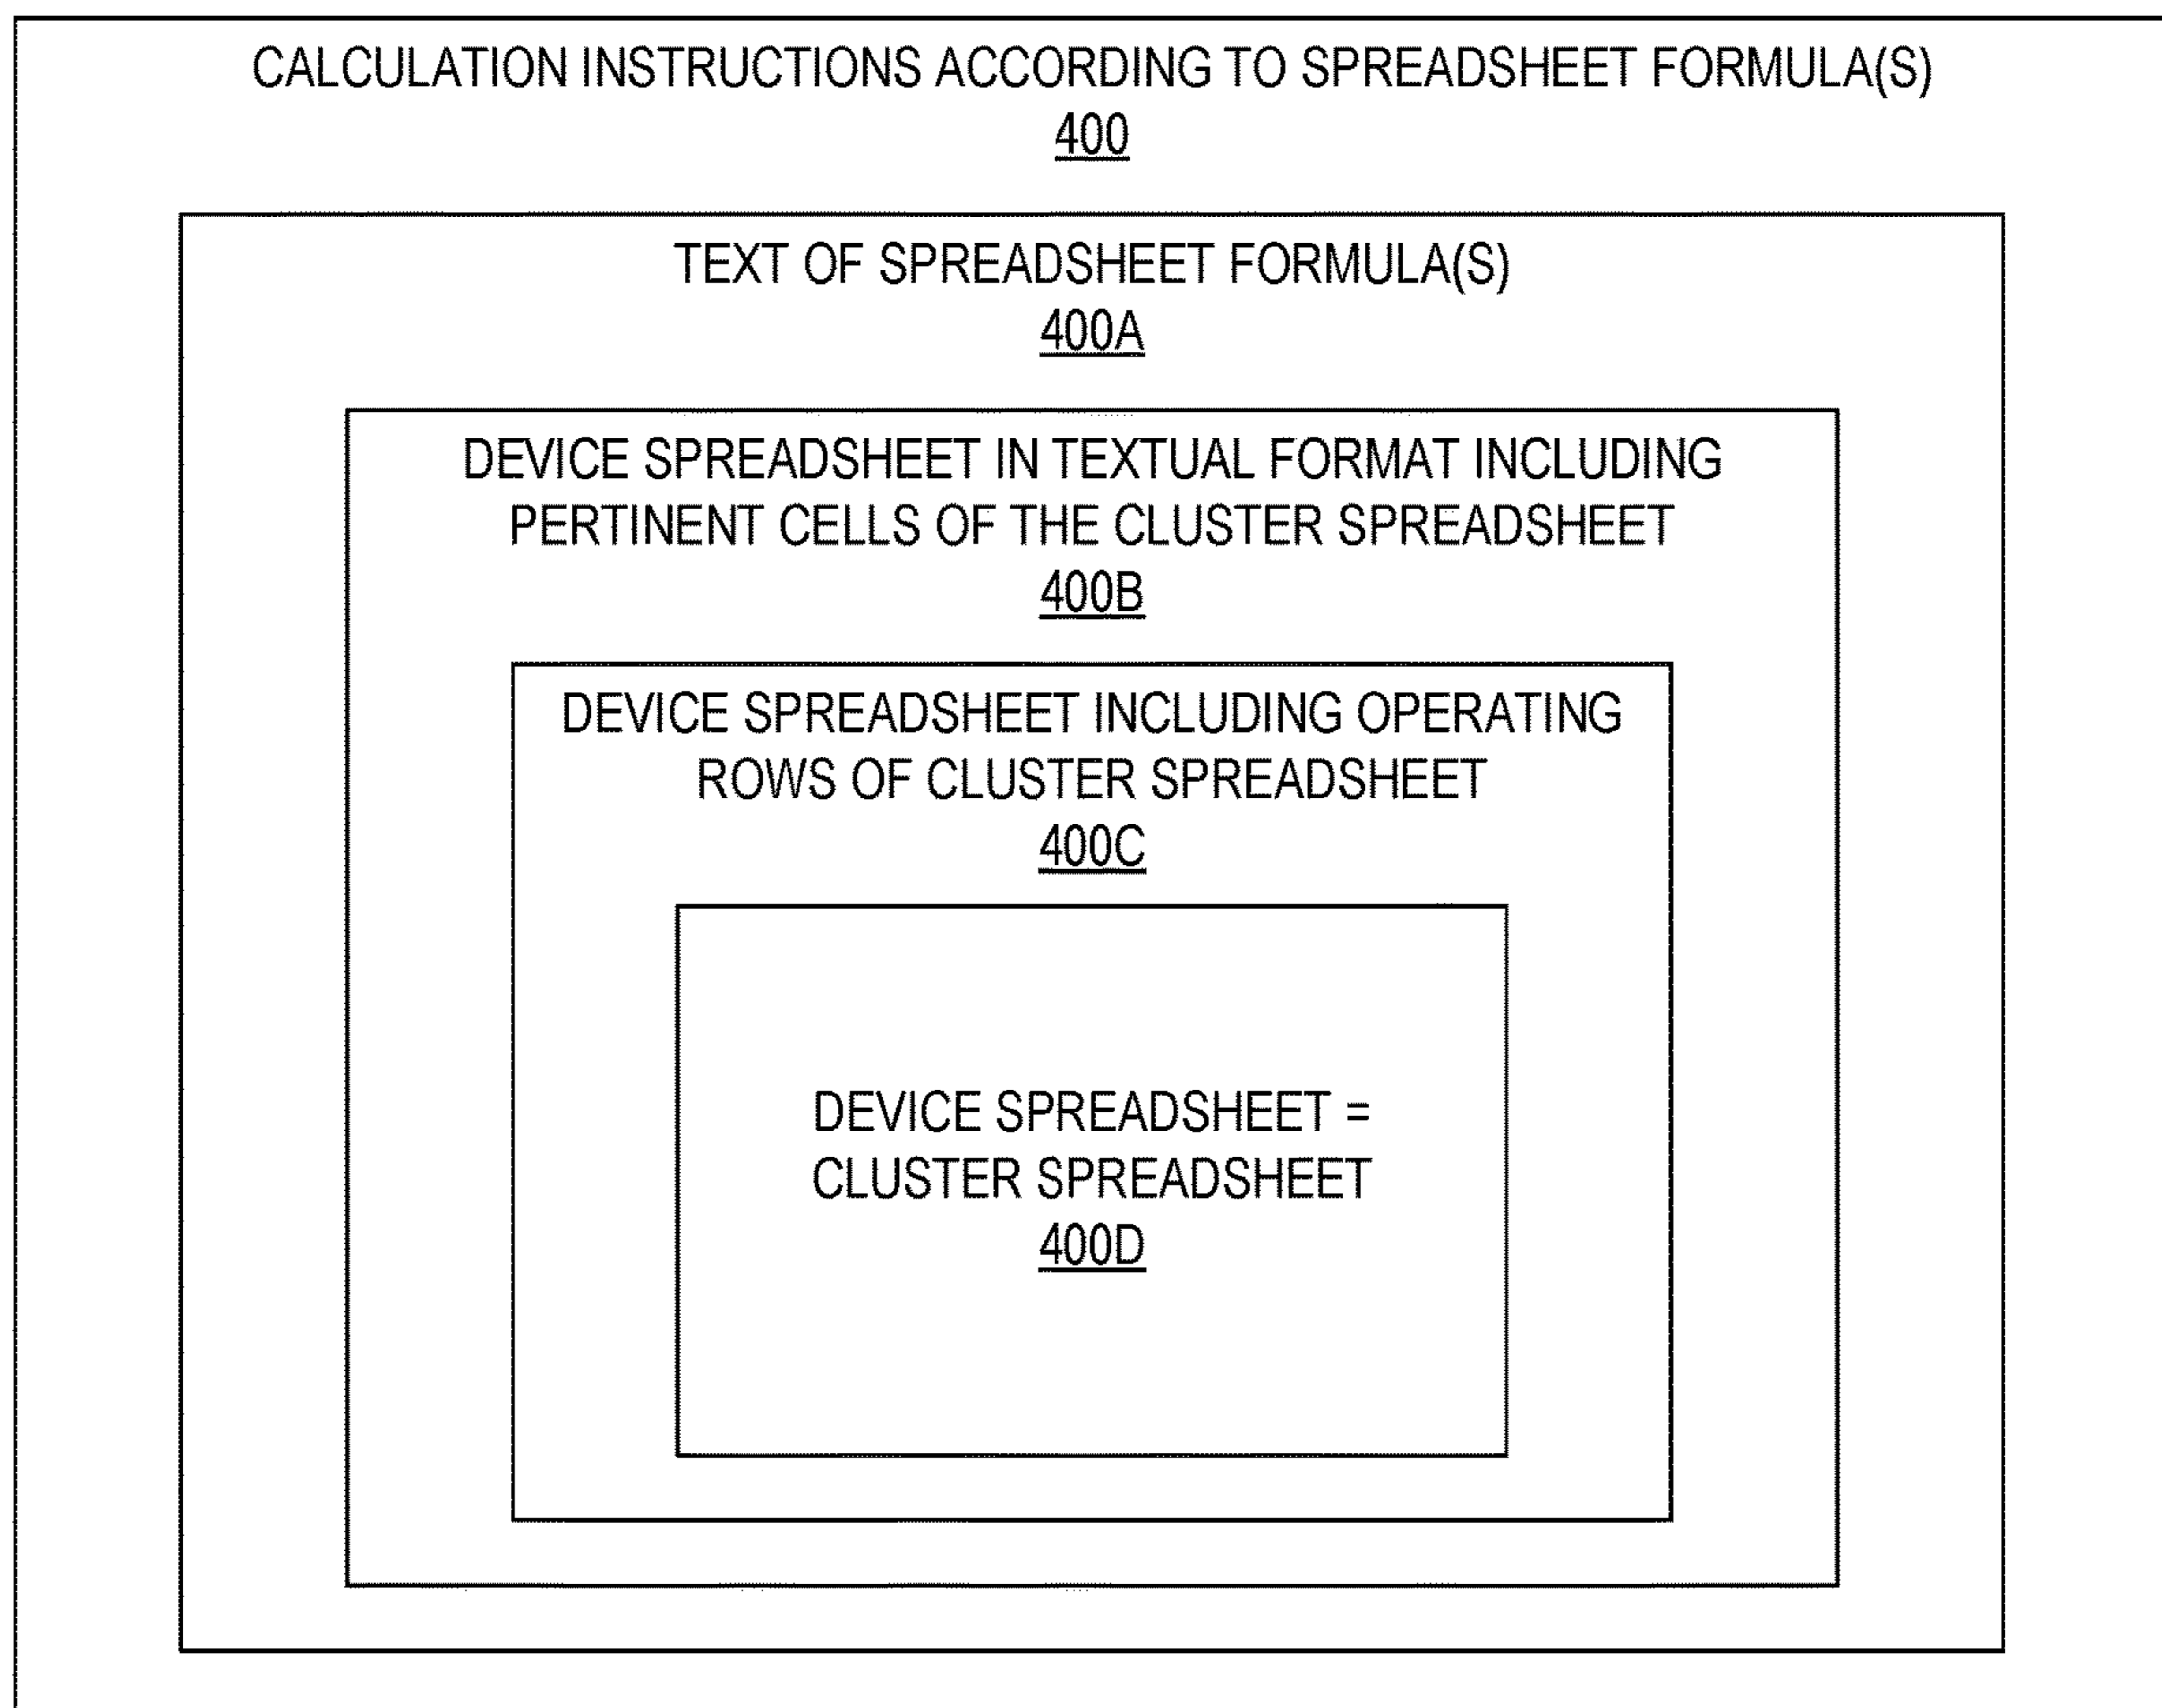 CALCULATION INSTRUCTIONS ACCORDING TO SPREADSHEET FORMULA(S)
400
TEXT OF SPREADSHEET FORMULA(S)
400A
DEVICE SPREADSHEET IN TEXTUAL FORMAT INCLUDING
PERTINENT CELLS OF THE CLUSTER SPREADSHEET
400B
DEVICE SPREADSHEET INCLUDING OPERATING
ROWS OF CLUSTER SPREADSHEET
400C
DEVICE SPREADSHEET =
CLUSTER SPREADSHEET
400D